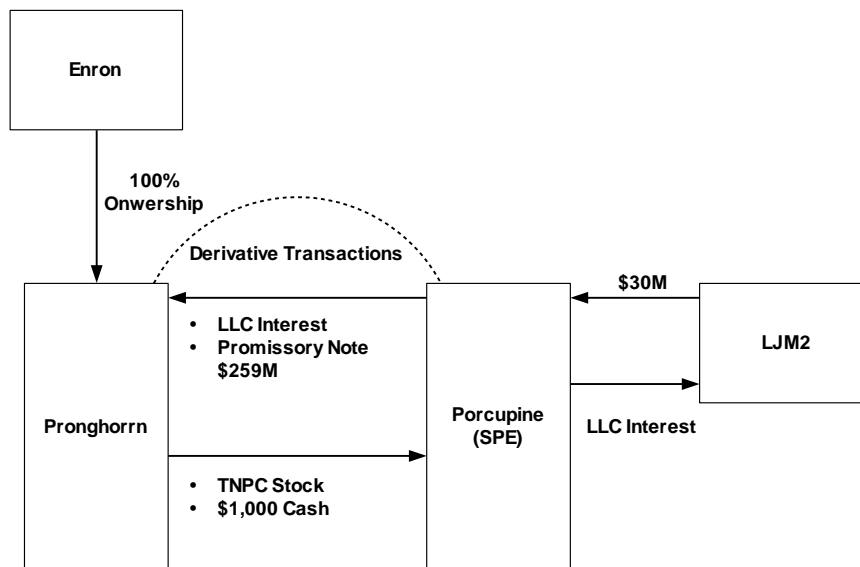 Enron
100%
Onwership
Derivative Transactions
$30M
• LLC Interest
• Promissory Note
$259M
LJM2
Pronghorrn
Porcupine
(SPE)
LLC Interest
• TNPC Stock
• $1,000 Cash